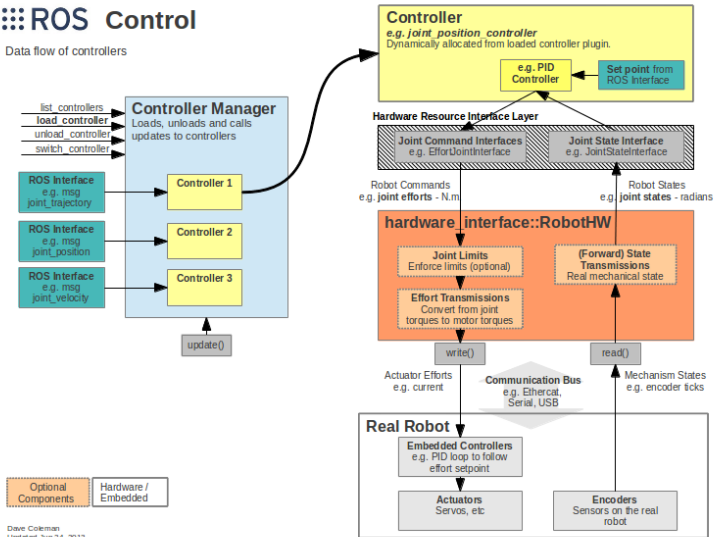 ROS Control
Data flow of controllers
list_controllers
load_controller
unload_controller
switch_controller
Controller Manager
Loads, unloads and calls
updates to controllers
ROS Interface
e.g. msg
joint_trajectory
Controller 1
ROS Interface
e.g. msg
joint_position
Controller 2
ROS Interface
e.g. msg
joint_velocity
Controller 3
update()
Controller
e.g. joint_position_controller
Dynamically allocated from loaded controller plugin.
e.g. PID
Controller
Set point from
ROS Interface
Hardware Resource Interface Layer
Joint Command Interfaces
e.g. EffortJointInterface
Joint State Interface
e.g. JointStateInterface
Robot Commands
e.g. joint efforts - N.m
Robot States
e.g. joint states - radians
hardware_interface::RobotHW
Joint Limits
Enforce limits (optional)
Effort Transmissions
Convert from joint
torques to motor torques
(Forward) State
Transmissions
Real mechanical state
write()
read()
Actuator Efforts
e.g. current
Communication Bus
e.g. Ethercat,
Serial, USB
Mechanism States
e.g. encoder ticks
Real Robot
Embedded Controllers
e.g. PID loop to follow
effort setpoint
Actuators
Servos, etc
Encoders
Sensors on the real
robot
Optional
Components
Hardware /
Embedded
Dave Coleman